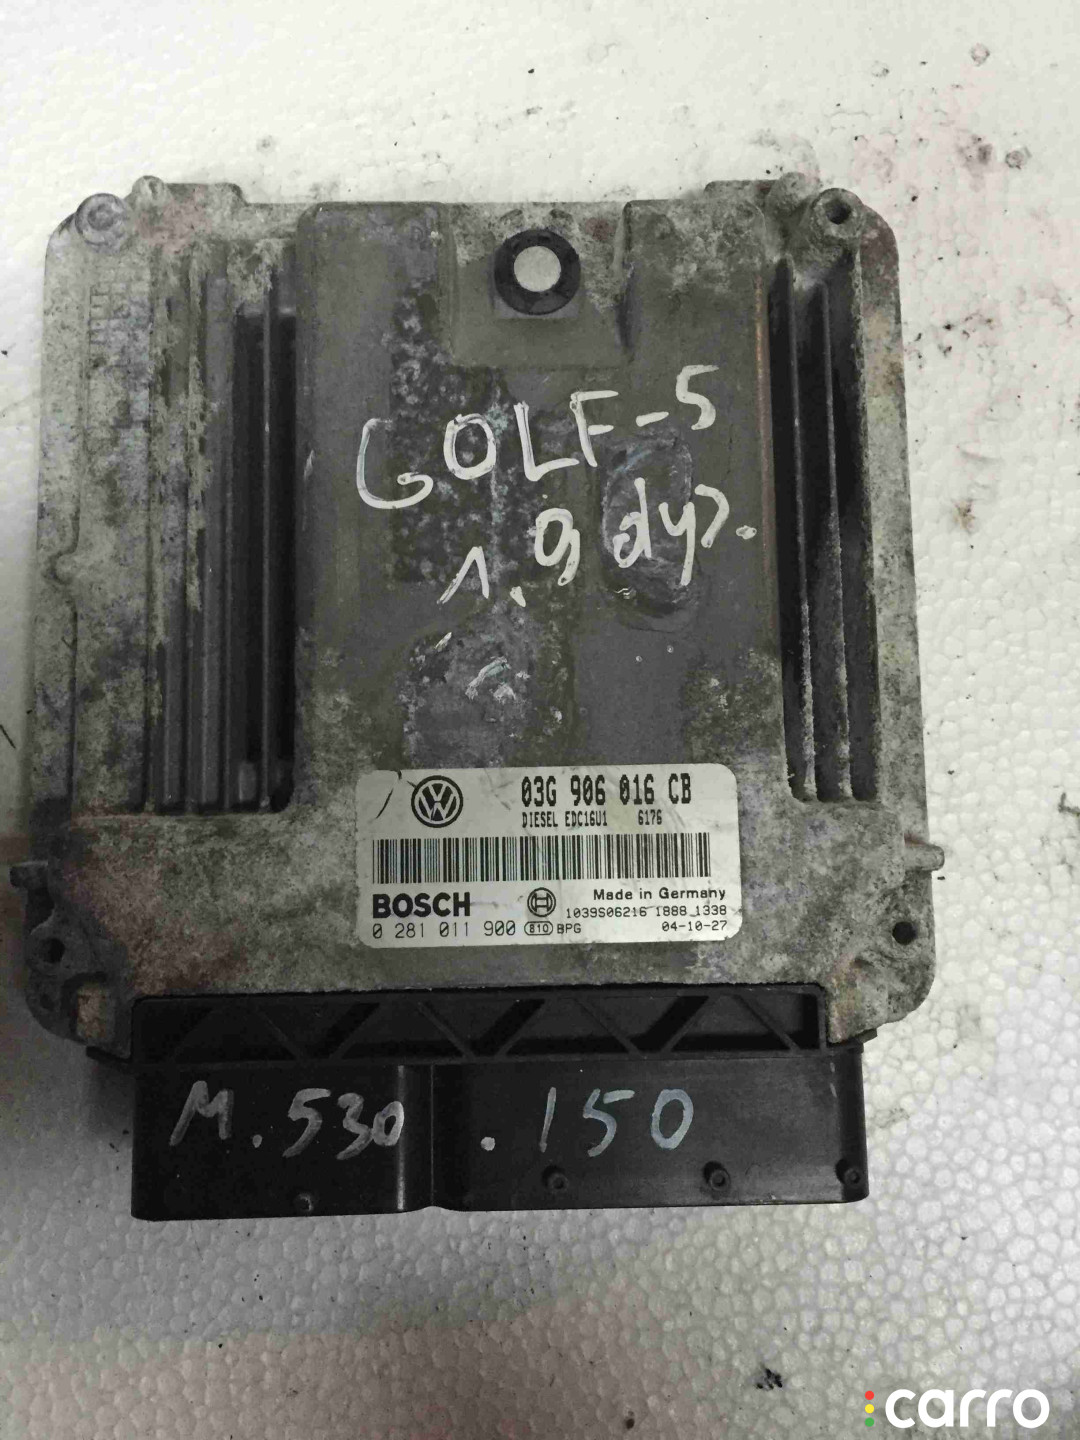 GOLF-5
1.9 dyz.
03G 906 016 CB
DIESEL EDC16U1 6176
BOSCH
Made in Germany
1039S06216 1888 1338
0 281 011 900 810 BPG 04-10-27
M.530 .150
carro